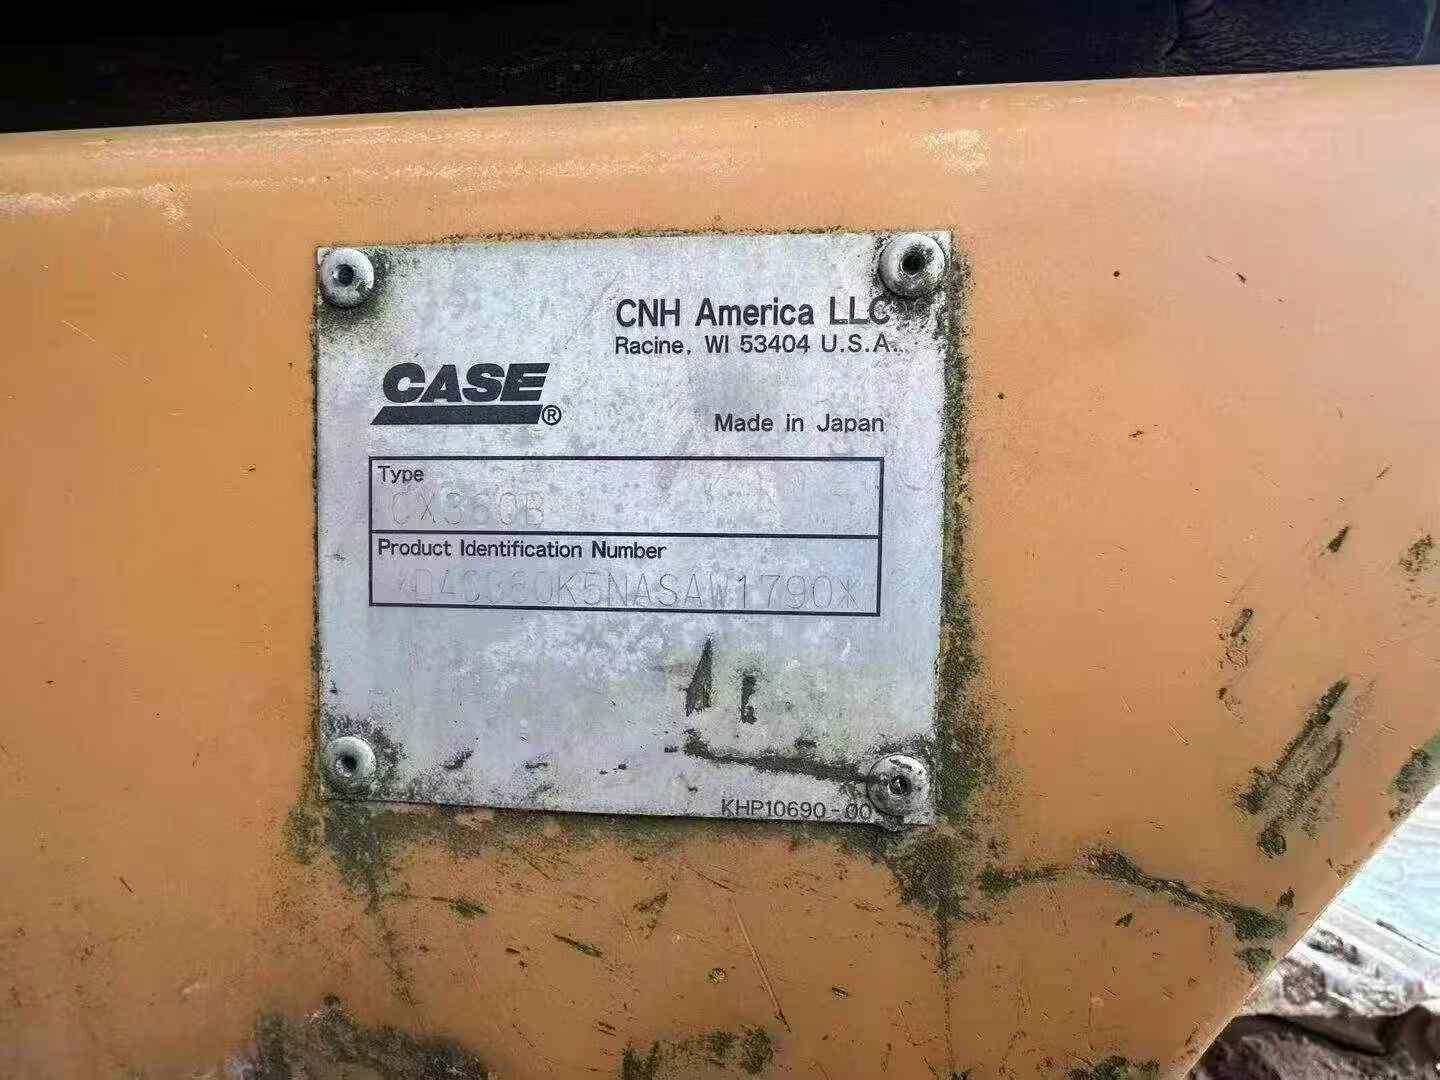 CNH America LLC
Racine, WI 53404 U.S.A.
CASE®
Made in Japan
Type
CX360B
Product Identification Number
KHP10690-00